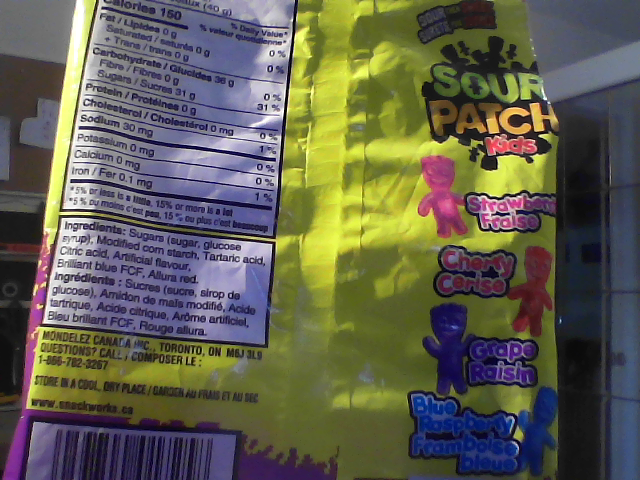 (40 g)
Calories 150
% Daily Value*
% valeur quotidienne*
Fat / Lipides 0 g 0 %
Saturated / saturés 0 g
+ Trans / trans 0 g 0 %
Carbohydrate / Glucides 36 g
Fibre / Fibres 0 g 0 %
Sugars / Sucres 31 g 31 %
Protein / Protéines 0 g
Cholesterol / Cholestérol 0 mg 0 %
Sodium 30 mg 1 %
Potassium 0 mg 0 %
Calcium 0 mg 0 %
Iron / Fer 0.1 mg 1 %
*5% or less is a little, 15% or more is a lot
*5 % ou moins c'est peu, 15 % ou plus c'est beaucoup
Ingredients: Sugars (sugar, glucose
syrup), Modified corn starch, Tartaric acid,
Citric acid, Artificial flavour,
Brilliant blue FCF, Allura red.
Ingrédients : Sucres (sucre, sirop de
glucose), Amidon de maïs modifié, Acide
tartrique, Acide citrique, Arôme artificiel,
Bleu brillant FCF, Rouge allura.
MONDELEZ CANADA INC., TORONTO, ON M8J 3L9
QUESTIONS? CALL / COMPOSER LE :
STORE IN A COOL, DRY PLACE / GARDER AU FRAIS ET AU SEC
www.snackworks.ca
SOUR
PATCH
Kids
Strawberry
Fraise
Cherry
Cerise
Grape
Raisin
Blue
Raspberry
Framboise
bleue